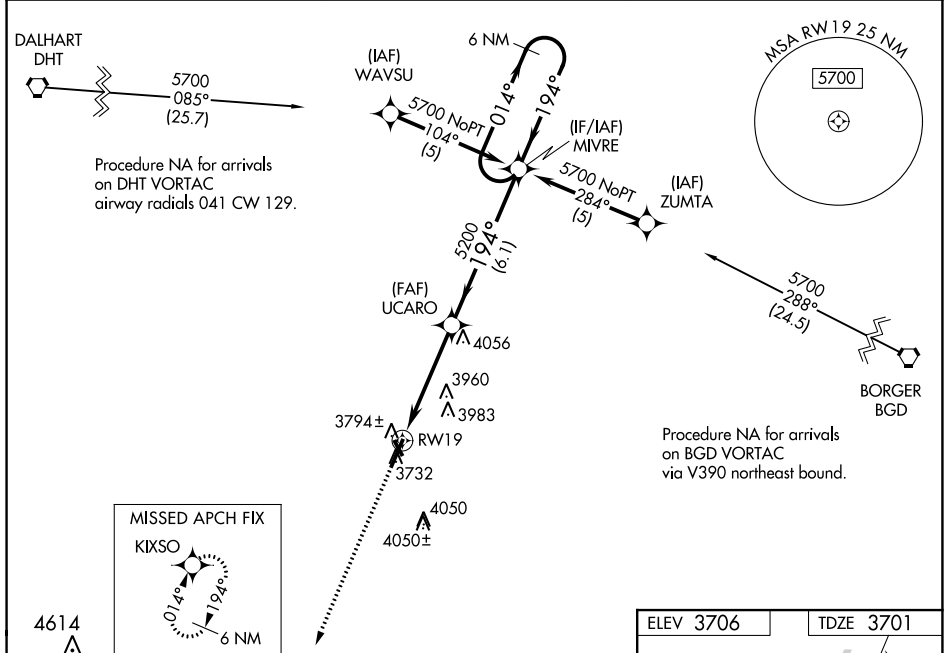 DALHART
DHT
5700
085°
(25.7)
Procedure NA for arrivals
on DHT VORTAC
airway radials 041 CW 129.
(IAF)
WAVSU
5700 NoPT
104°
(5)
6 NM
014°
194°
(IF/IAF)
MIVRE
5700 NoPT
284°
(5)
(IAF)
ZUMTA
MSA RW19 25 NM
5700
5200
194°
(6.1)
(FAF)
UCARO
4056
3960
3983
3794±
RW19
3732
4050
4050±
5700
288°
(24.5)
BORGER
BGD
Procedure NA for arrivals
on BGD VORTAC
via V390 northeast bound.
MISSED APCH FIX
KIXSO
014°
194°
6 NM
4614
ELEV 3706
TDZE 3701